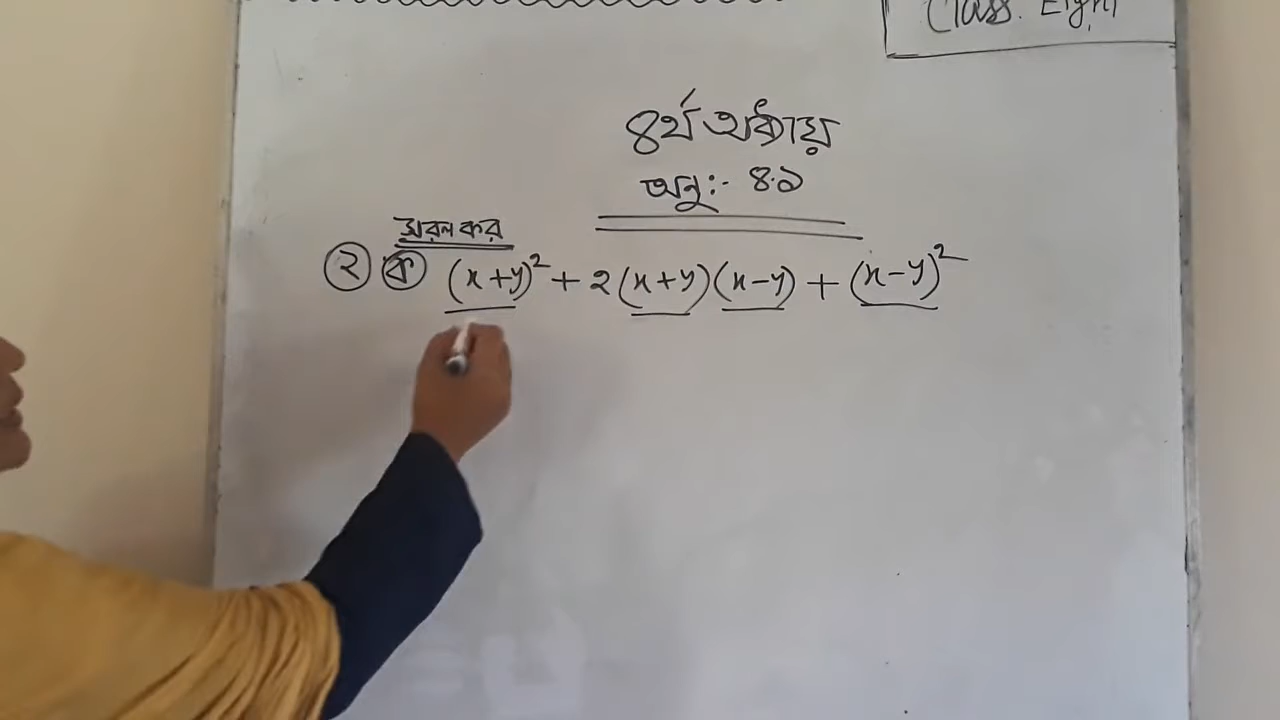 Class. Eight
৪র্থ অধ্যায়
অনু:- ৪.১
সরল কর
২ ক (x+y)² + 2(x+y)(x-y) + (x-y)²